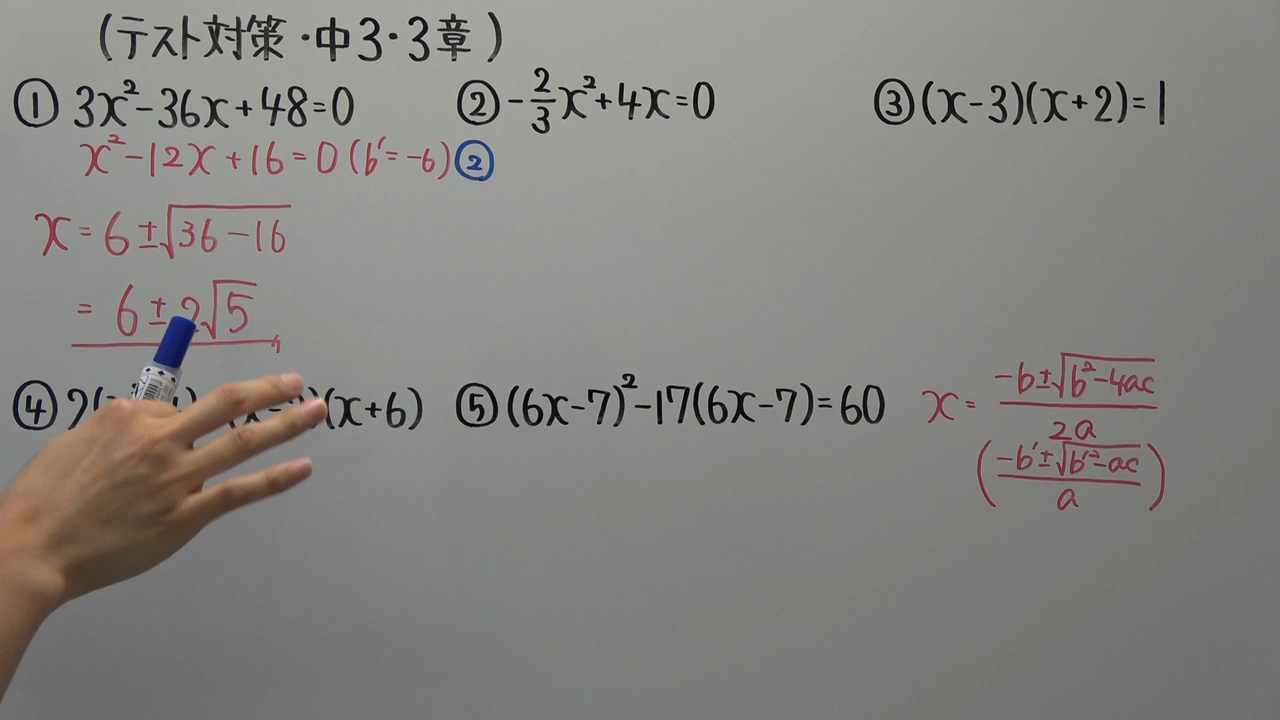 (テスト対策・中3・3章)
① 3x²-36x+48=0
x²-12x+16=0 (b'=-6) ②
x=6±√36-16
=6±2√5
② -2/3x²+4x=0
③ (x-3)(x+2)=1
④ 2( )(x+6)
⑤ (6x-7)²-17(6x-7)=60
x= -b±√b²-4ac / 2a
( -b'±√b'²-ac / a )